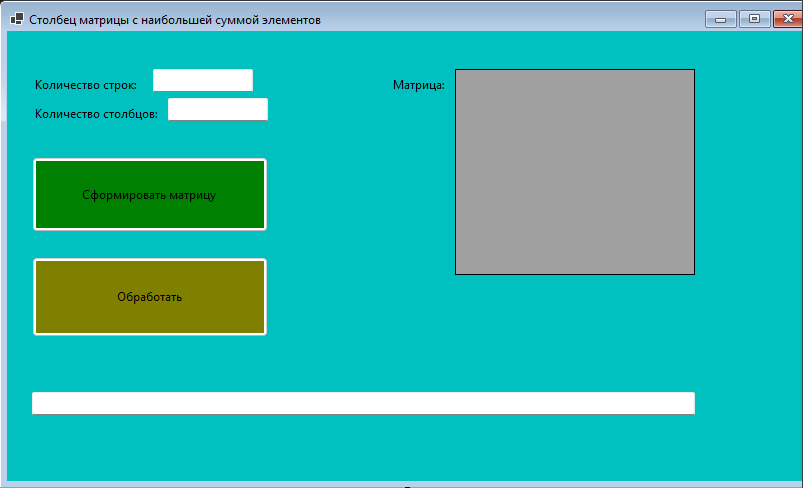 Столбец матрицы с наибольшей суммой элементов
Количество строк:
Матрица:
Количество столбцов:
Сформировать матрицу
Обработать